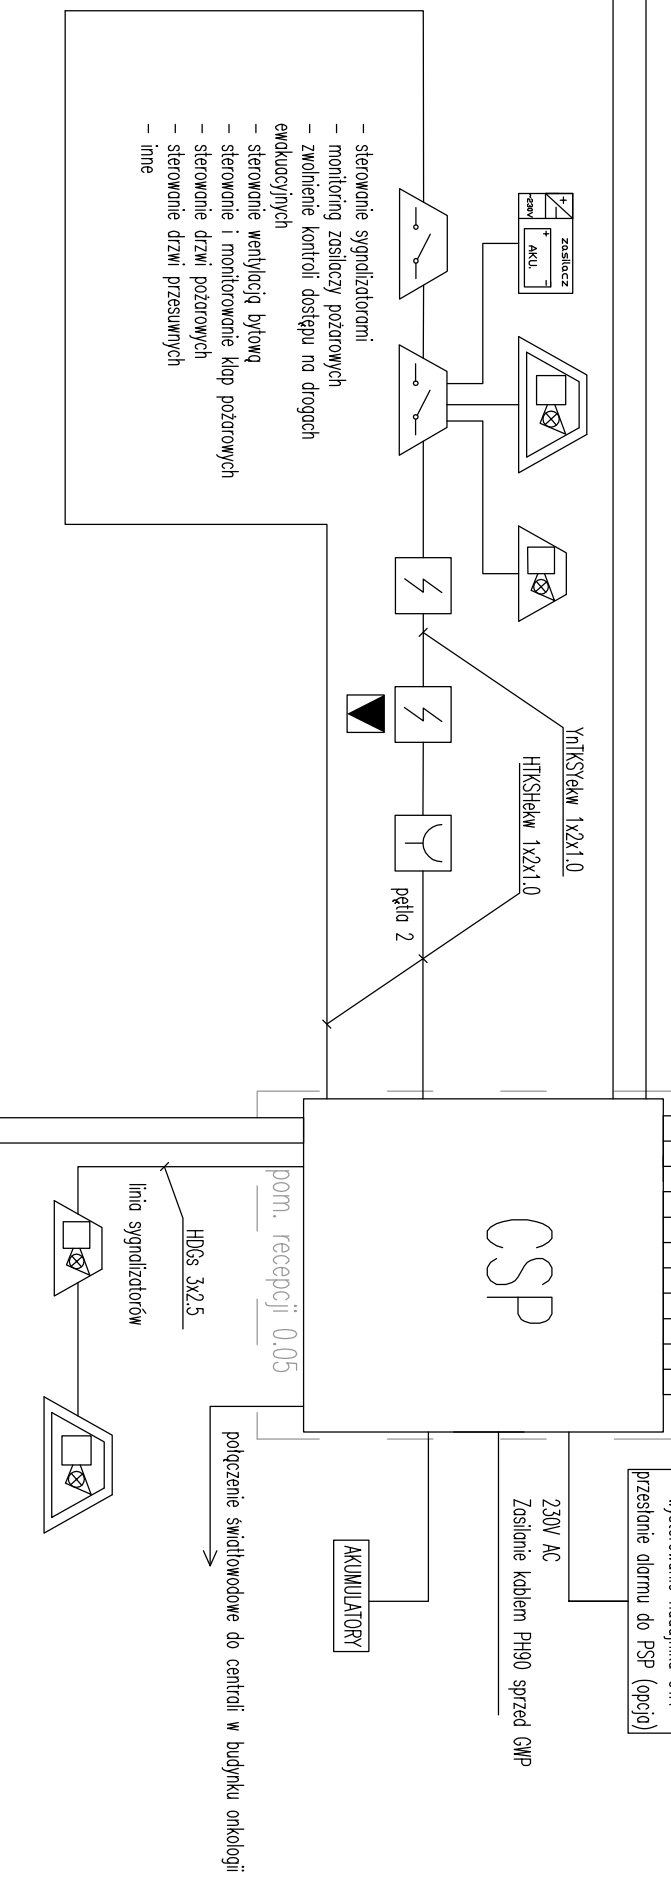 - sterowanie sygnalizatorami
- monitoring zasilaczy pożarowych
- zwolnienie kontroli dostępu na drogach
ewakuacyjnych
- sterowanie wentylacją bytową
- sterowanie i monitorowanie klap pożarowych
- sterowanie drzwi pożarowych
- sterowanie drzwi przesuwnych
- inne
zasilacz
+ -
AKU.
+
~230V
YnTKSYekw 1x2x1.0
HTKSHekw 1x2x1.0
pętla 2
CSP
pom. recepcji 0.05
HDGs 3x2.5
linia sygnalizatorów
przesłanie alarmu do PSP (opcja)
230V AC
Zasilanie kablem PH90 sprzed GWP
AKUMULATORY
połączenie światłowodowe do centrali w budynku onkologii